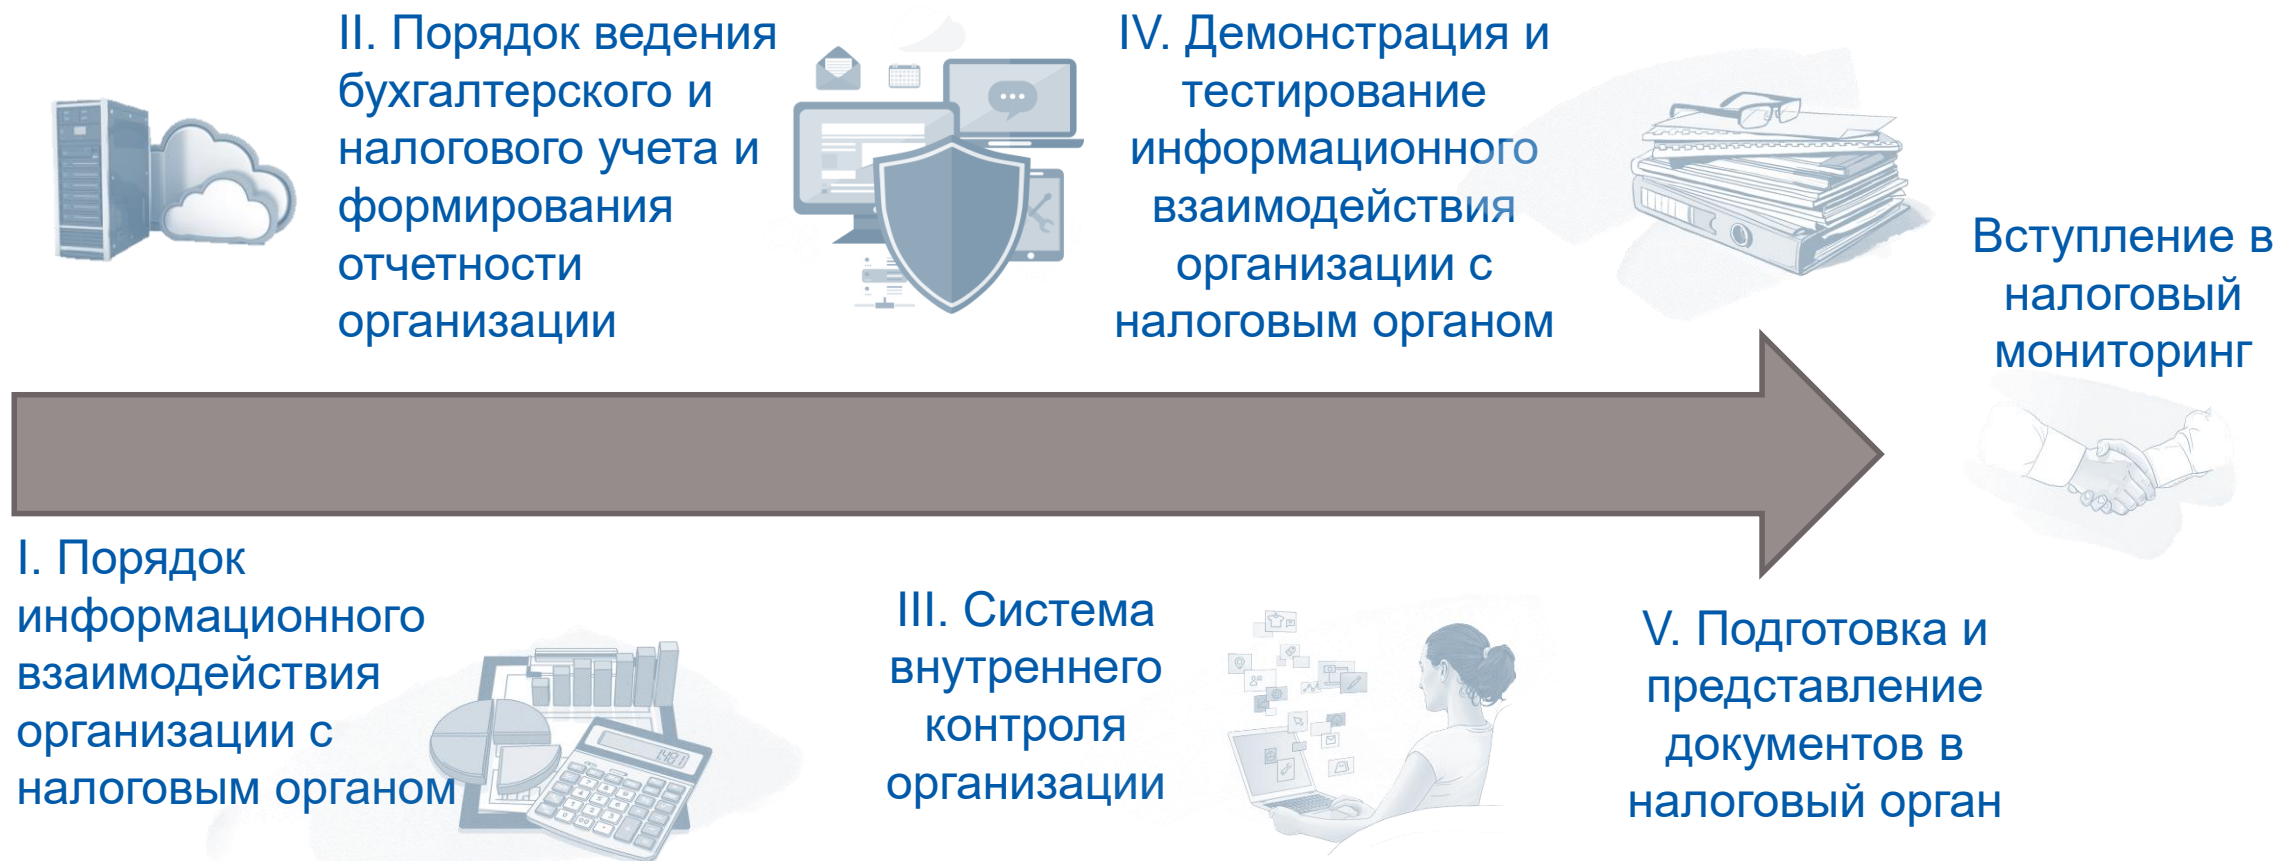 II. Порядок ведения
бухгалтерского и
налогового учета и
формирования
отчетности
организации
IV. Демонстрация и
тестирование
информационного
взаимодействия
организации с
налоговым органом
Вступление в
налоговый
мониторинг
I. Порядок
информационного
взаимодействия
организации с
налоговым органом
III. Система
внутреннего
контроля
организации
V. Подготовка и
представление
документов в
налоговый орган